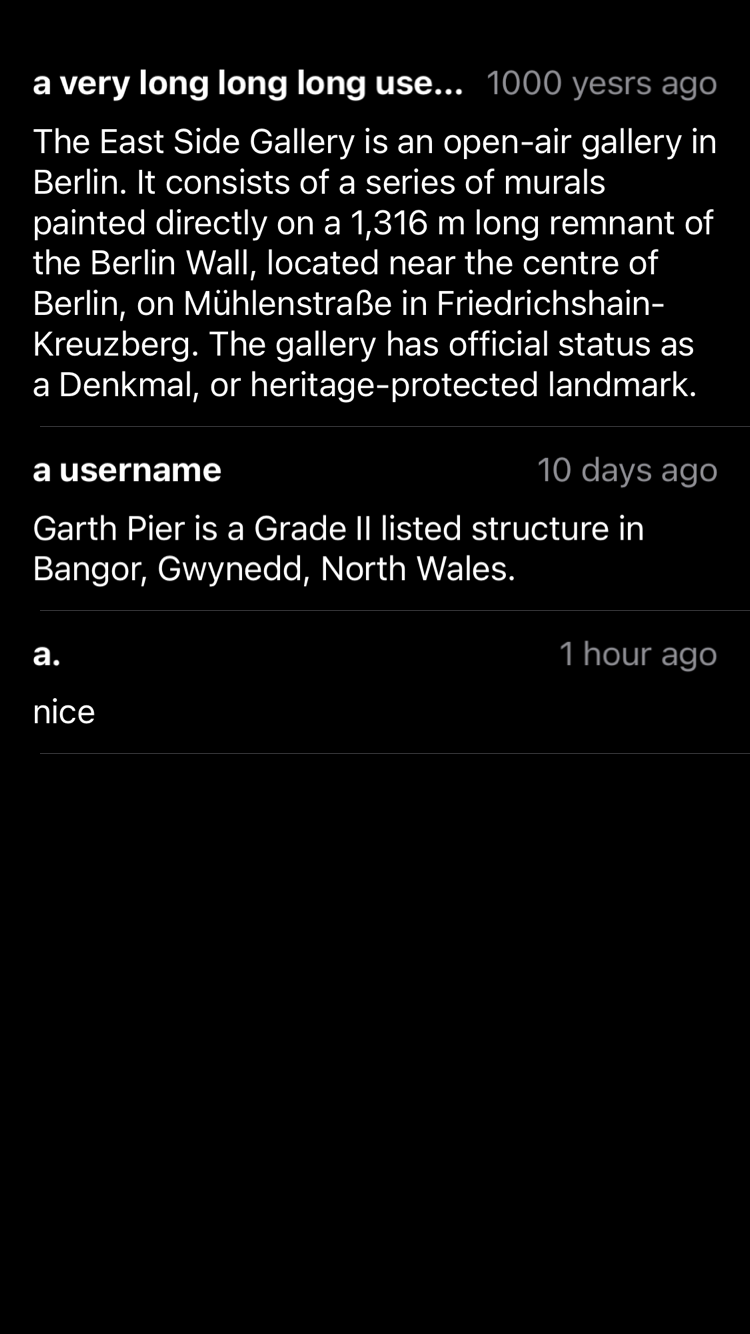 a very long long long use... 1000 yesrs ago
The East Side Gallery is an open-air gallery in
Berlin. It consists of a series of murals
painted directly on a 1,316 m long remnant of
the Berlin Wall, located near the centre of
Berlin, on Mühlenstraße in Friedrichshain-
Kreuzberg. The gallery has official status as
a Denkmal, or heritage-protected landmark.
a username 10 days ago
Garth Pier is a Grade II listed structure in
Bangor, Gwynedd, North Wales.
a. 1 hour ago
nice